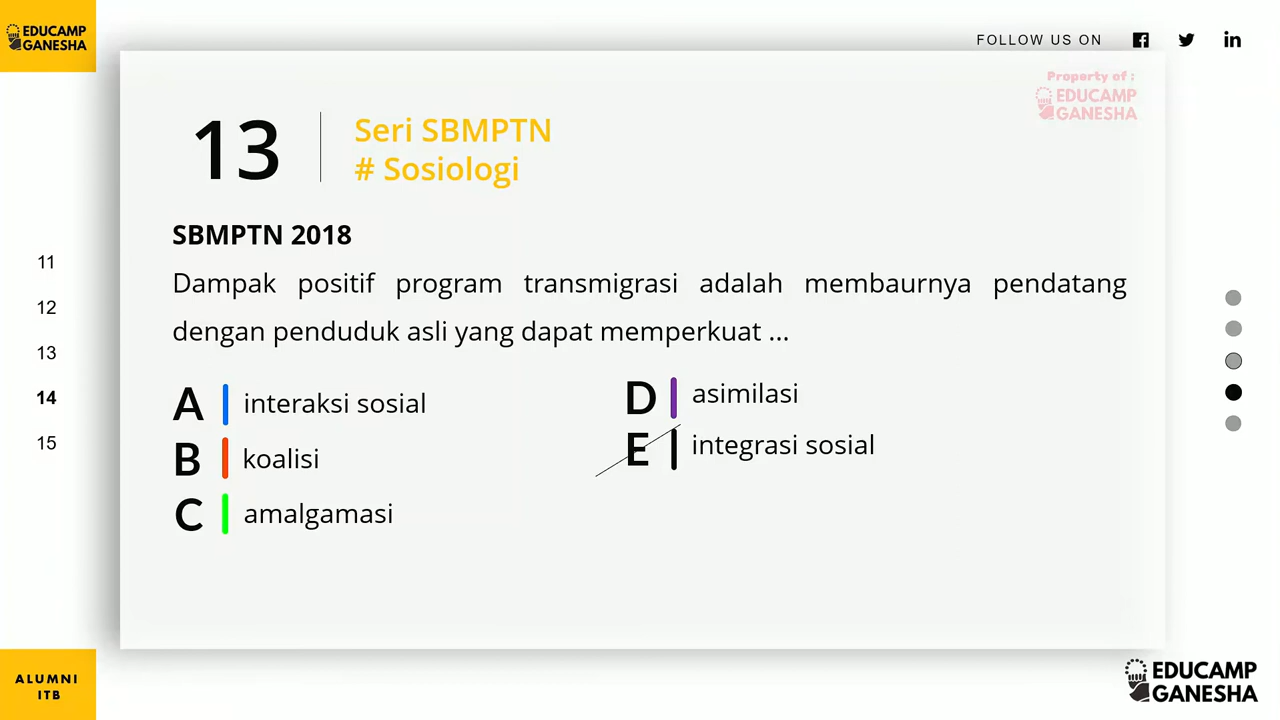 EDUCAMP
GANESHA
FOLLOW US ON
Property of :
EDUCAMP
GANESHA
13
Seri SBMPTN
# Sosiologi
SBMPTN 2018
Dampak positif program transmigrasi adalah membaurnya pendatang
dengan penduduk asli yang dapat memperkuat ...
A interaksi sosial
B koalisi
C amalgamasi
D asimilasi
E integrasi sosial
11
12
13
14
15
ALUMNI
ITB
EDUCAMP
GANESHA